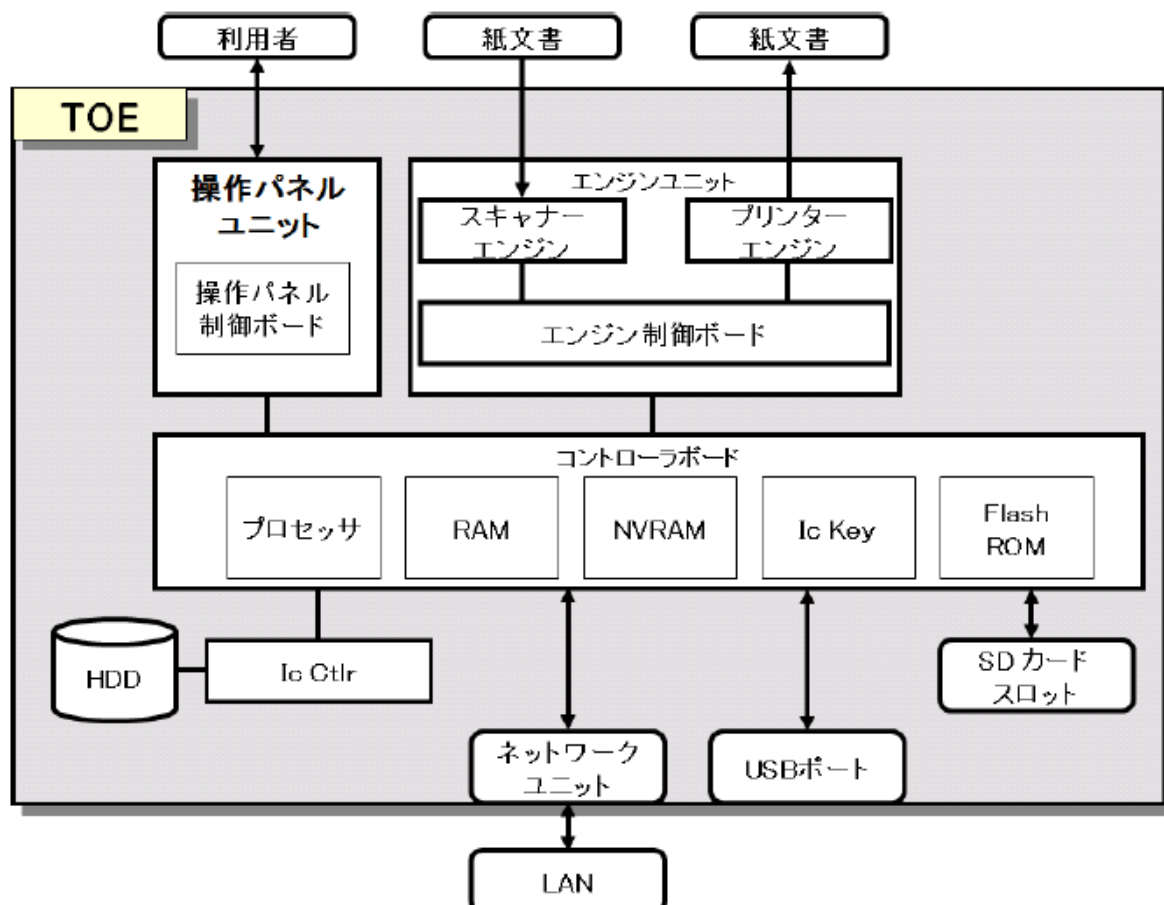 利用者
紙文書
紙文書
TOE
操作パネル
ユニット
操作パネル
制御ボード
エンジンユニット
スキャナー
エンジン
プリンター
エンジン
エンジン制御ボード
コントローラボード
プロセッサ
RAM
NVRAM
Ic Key
Flash
ROM
HDD
Ic Ctlr
SDカード
スロット
ネットワーク
ユニット
USBポート
LAN